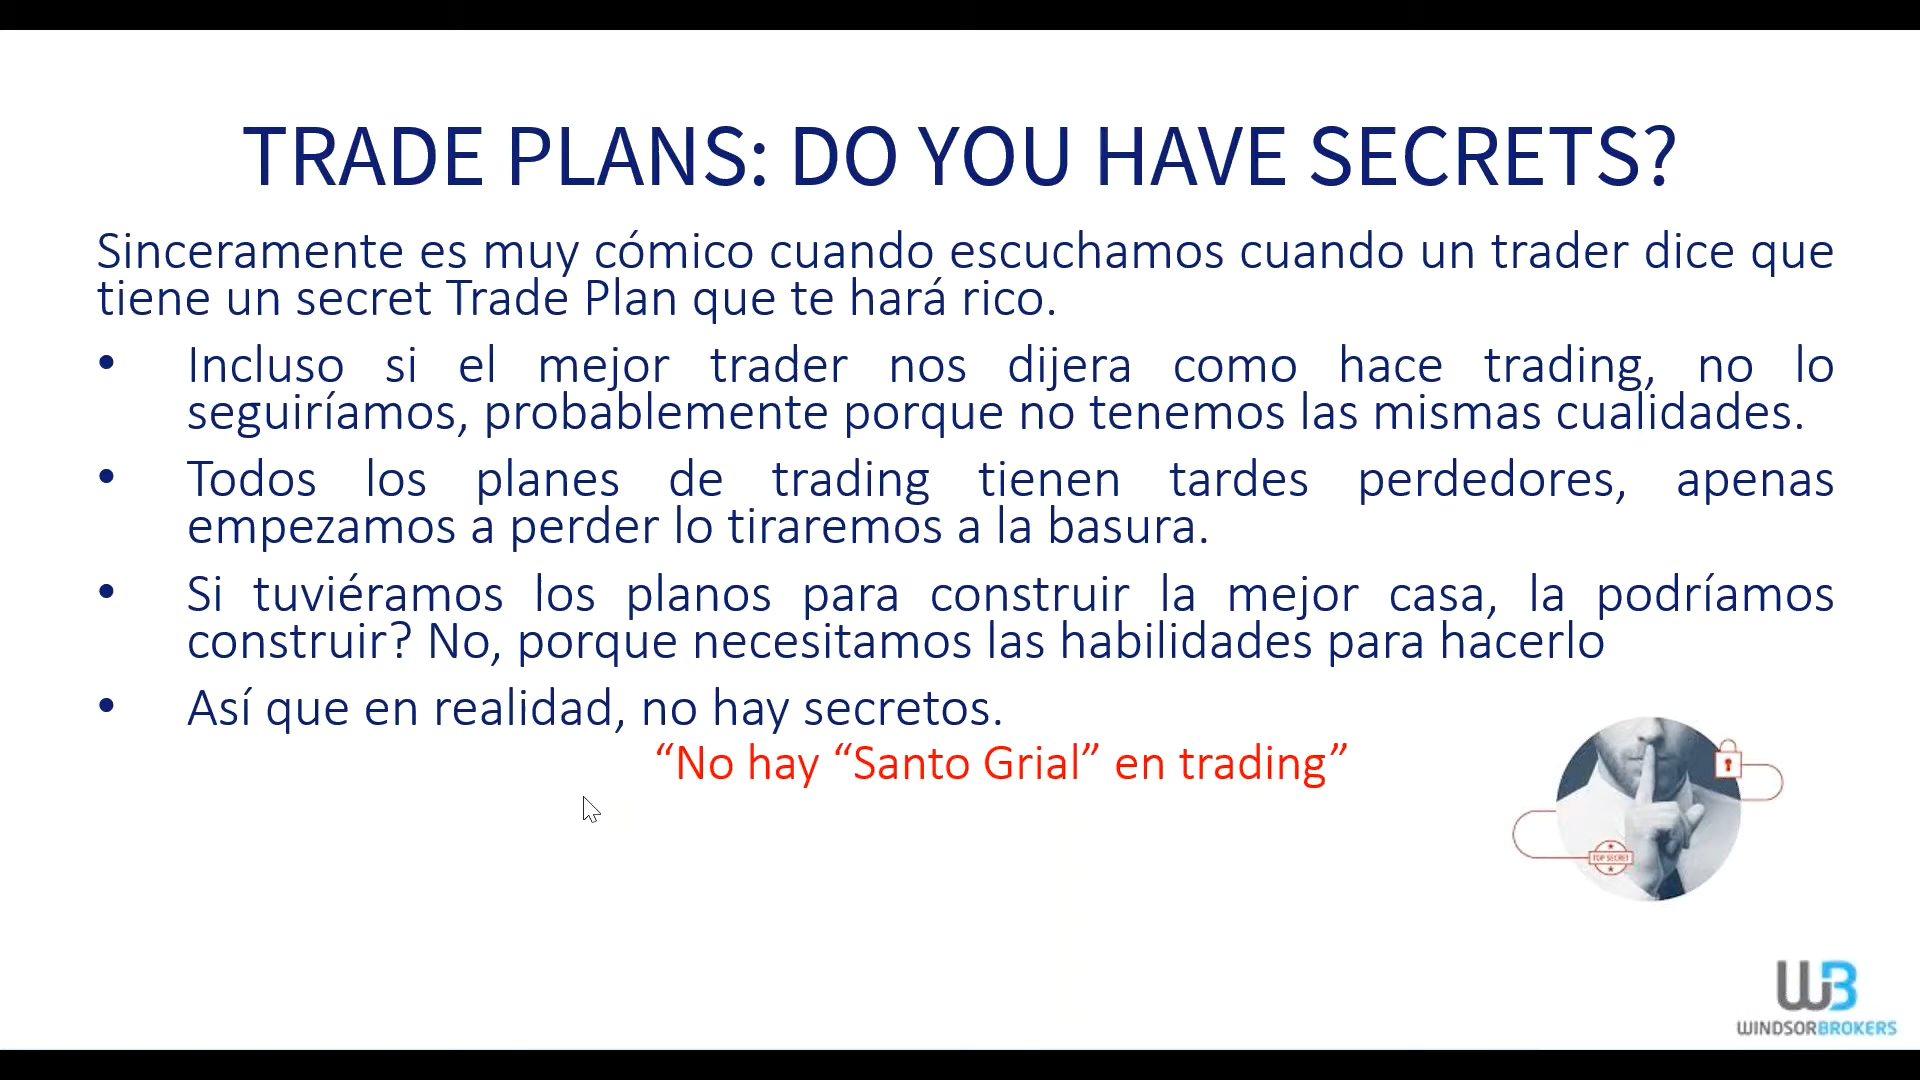 TRADE PLANS: DO YOU HAVE SECRETS?
Sinceramente es muy cómico cuando escuchamos cuando un trader dice que
tiene un secret Trade Plan que te hará rico.
• Incluso si el mejor trader nos dijera como hace trading, no lo
seguiríamos, probablemente porque no tenemos las mismas cualidades.
• Todos los planes de trading tienen tardes perdedores, apenas
empezamos a perder lo tiraremos a la basura.
• Si tuviéramos los planos para construir la mejor casa, la podríamos
construir? No, porque necesitamos las habilidades para hacerlo
• Así que en realidad, no hay secretos.
“No hay “Santo Grial” en trading”
TOP SECRET
WB
WINDSORBROKERS